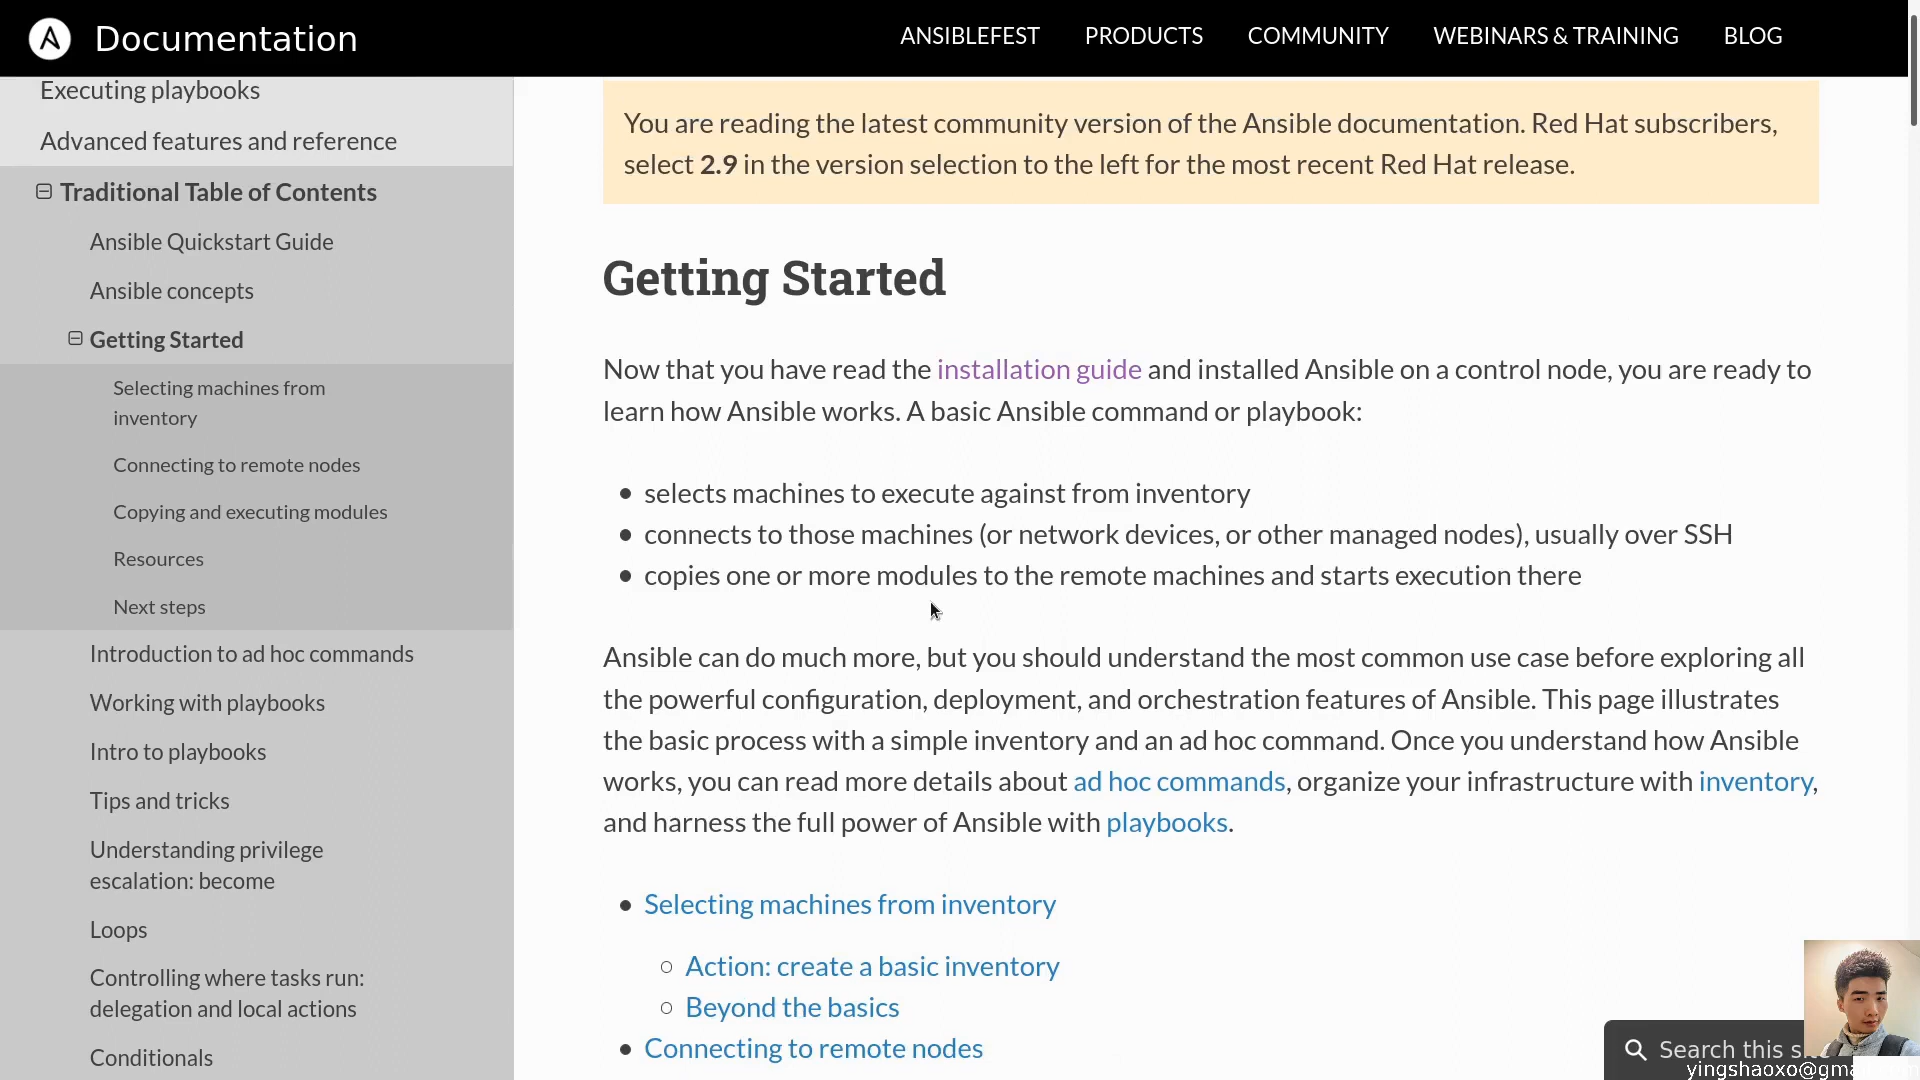 Documentation
ANSIBLEFEST PRODUCTS COMMUNITY WEBINARS & TRAINING BLOG
Executing playbooks
Advanced features and reference
Traditional Table of Contents
Ansible Quickstart Guide
Ansible concepts
Getting Started
Selecting machines from
inventory
Connecting to remote nodes
Copying and executing modules
Resources
Next steps
Introduction to ad hoc commands
Working with playbooks
Intro to playbooks
Tips and tricks
Understanding privilege
escalation: become
Loops
Controlling where tasks run:
delegation and local actions
Conditionals
You are reading the latest community version of the Ansible documentation. Red Hat subscribers,
select 2.9 in the version selection to the left for the most recent Red Hat release.
Getting Started
Now that you have read the installation guide and installed Ansible on a control node, you are ready to
learn how Ansible works. A basic Ansible command or playbook:
selects machines to execute against from inventory
connects to those machines (or network devices, or other managed nodes), usually over SSH
copies one or more modules to the remote machines and starts execution there
Ansible can do much more, but you should understand the most common use case before exploring all
the powerful configuration, deployment, and orchestration features of Ansible. This page illustrates
the basic process with a simple inventory and an ad hoc command. Once you understand how Ansible
works, you can read more details about ad hoc commands, organize your infrastructure with inventory,
and harness the full power of Ansible with playbooks.
Selecting machines from inventory
Action: create a basic inventory
Beyond the basics
Connecting to remote nodes
Search this
yingshaoxo@gma